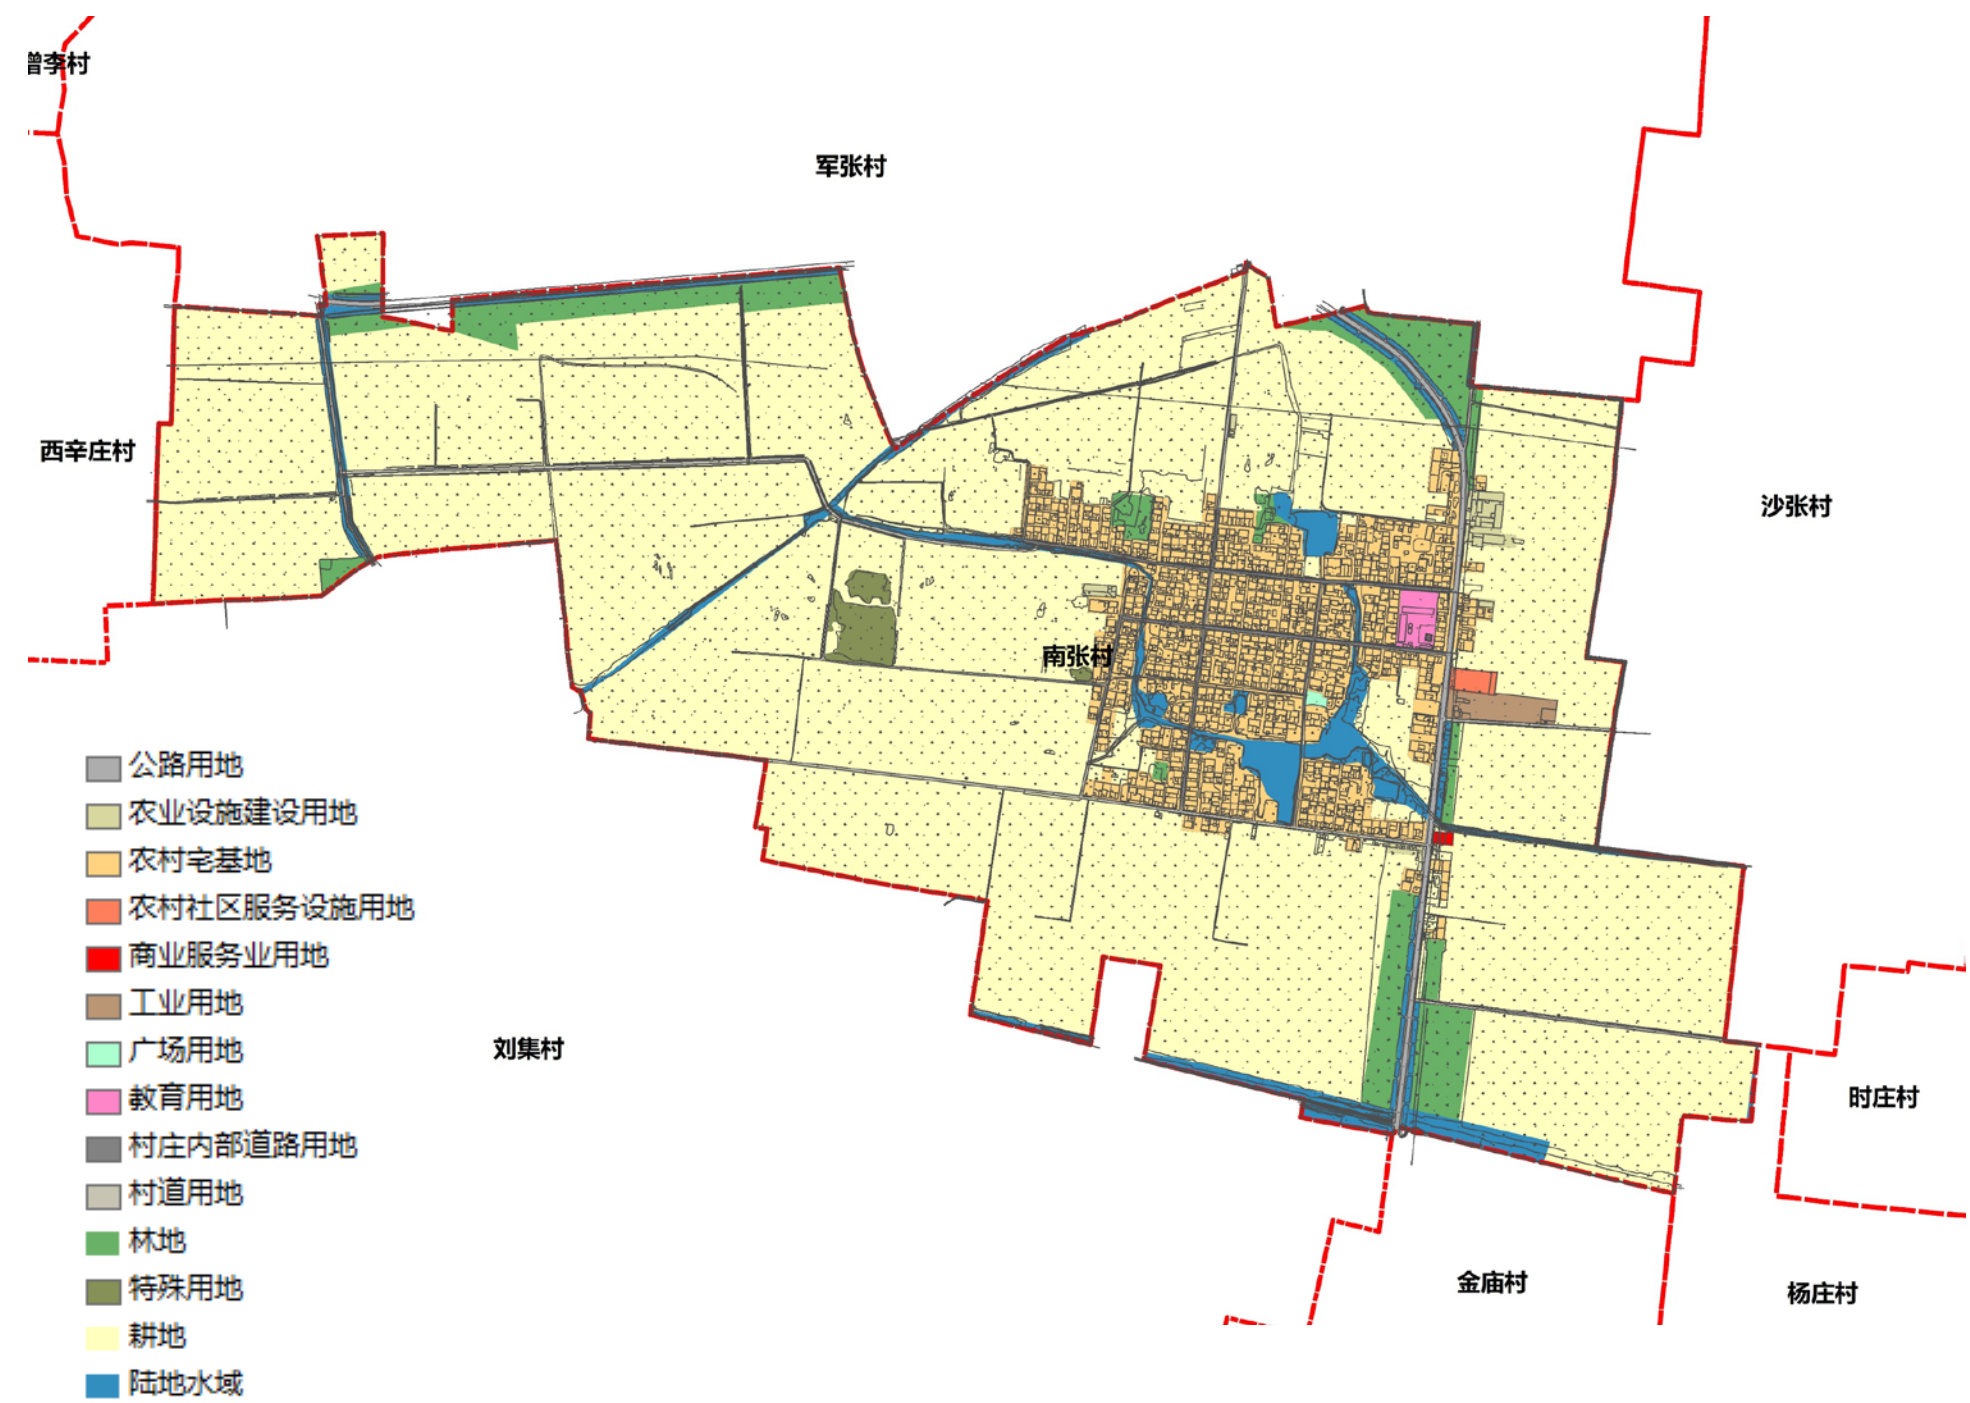 增李村
军张村
西辛庄村
沙张村
南张村
公路用地
农业设施建设用地
农村宅基地
农村社区服务设施用地
商业服务业用地
工业用地
广场用地
教育用地
村庄内部道路用地
村道用地
林地
特殊用地
耕地
陆地水域
刘集村
时庄村
金庙村
杨庄村